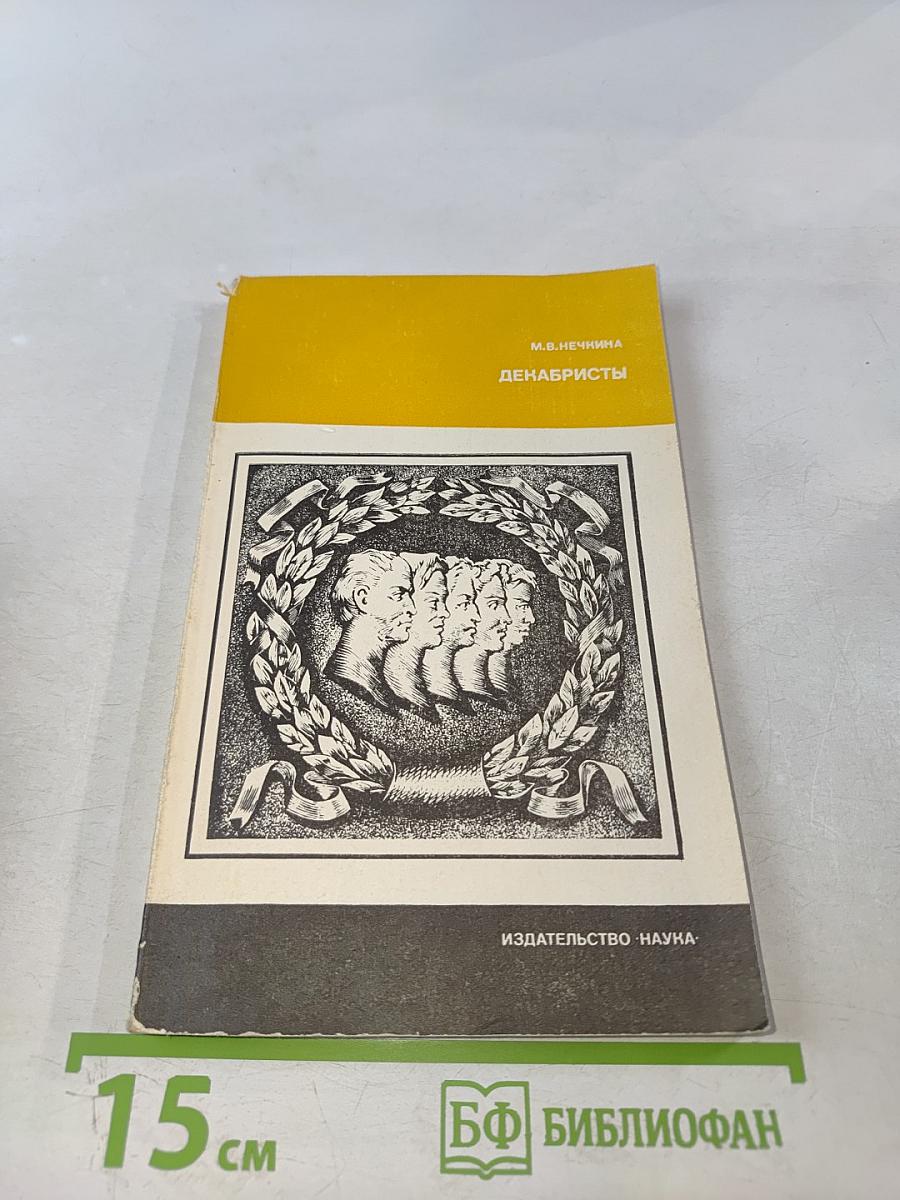 М.В.НЕЧКИНА
ДЕКАБРИСТЫ
ИЗДАТЕЛЬСТВО ·НАУКА·
15 см
БФ БИБЛИОФАН